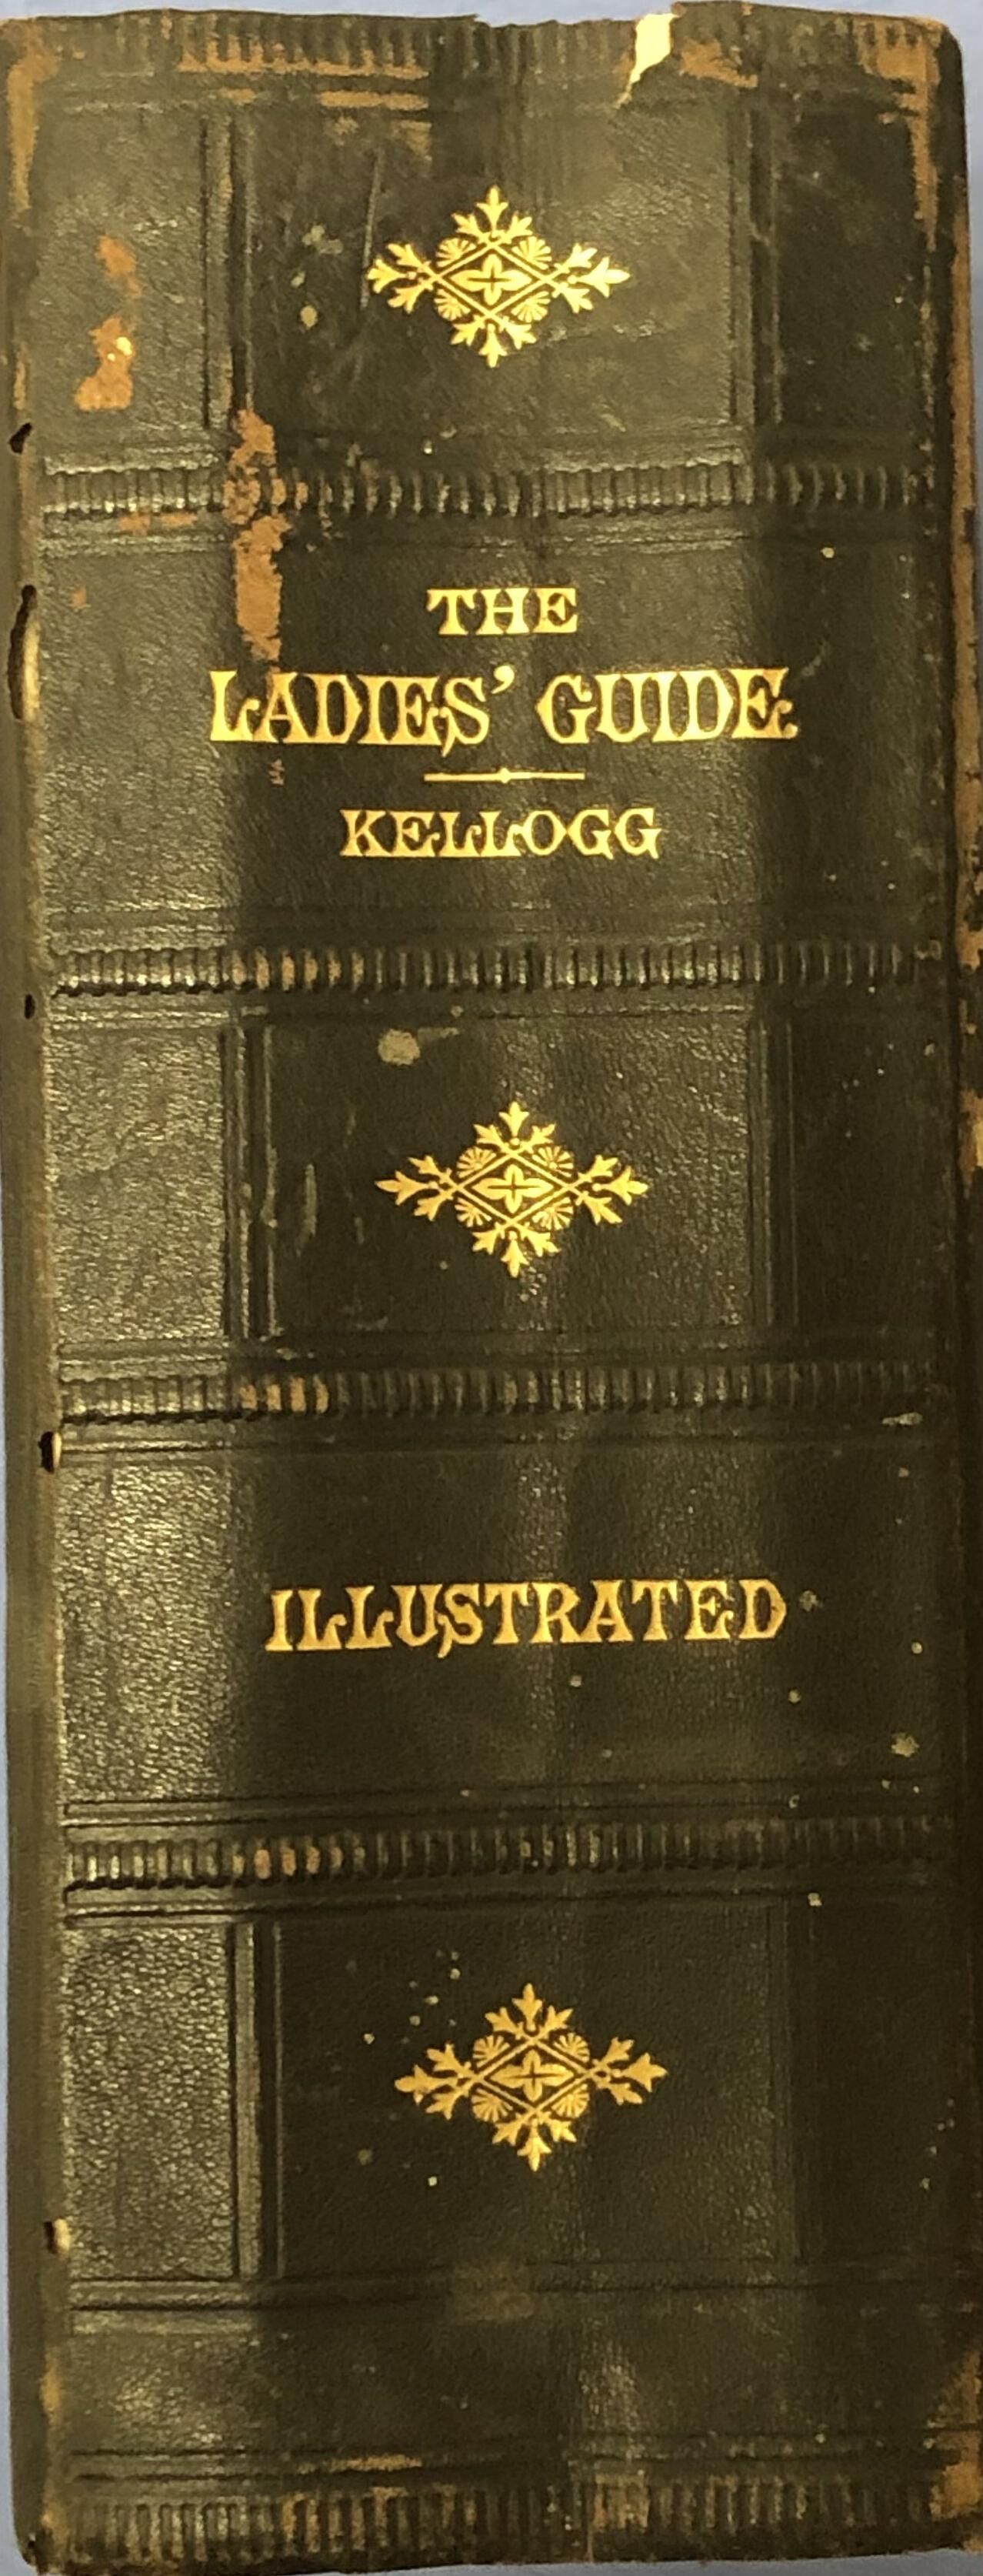 THE
LADIES' GUIDE.
KELLOGG
ILLUSTRATED